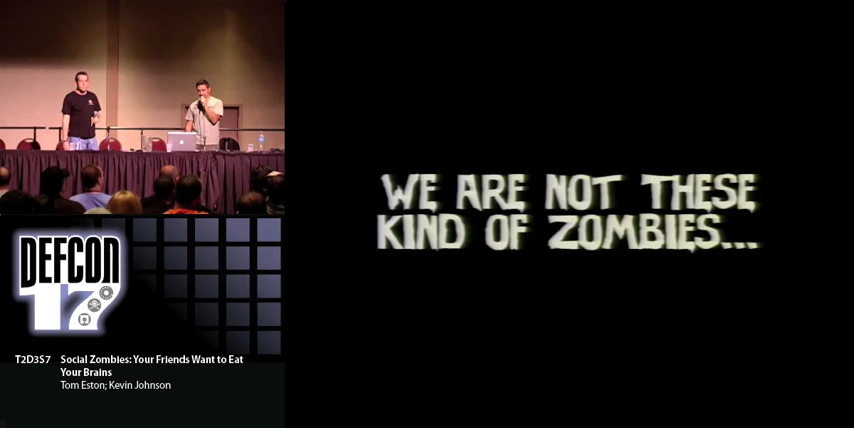 WE ARE NOT THESE
KIND OF ZOMBIES...
DEFCON
17
T2D3S7 Social Zombies: Your Friends Want to Eat
Your Brains
Tom Eston; Kevin Johnson